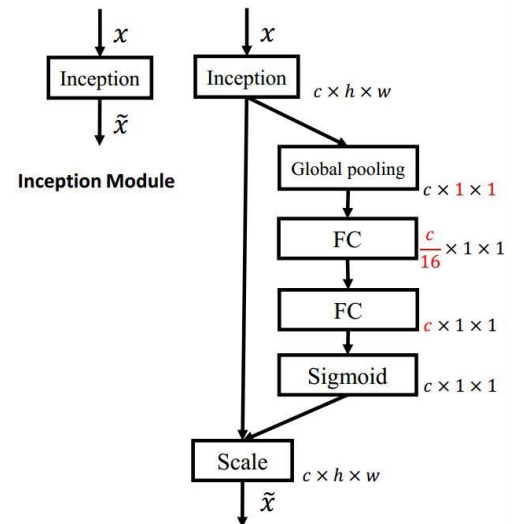 x
Inception
x̃
Inception Module
x
Inception
c × h × w
Global pooling
c × 1 × 1
FC
c/16 × 1 × 1
FC
c × 1 × 1
Sigmoid
c × 1 × 1
Scale
c × h × w
x̃